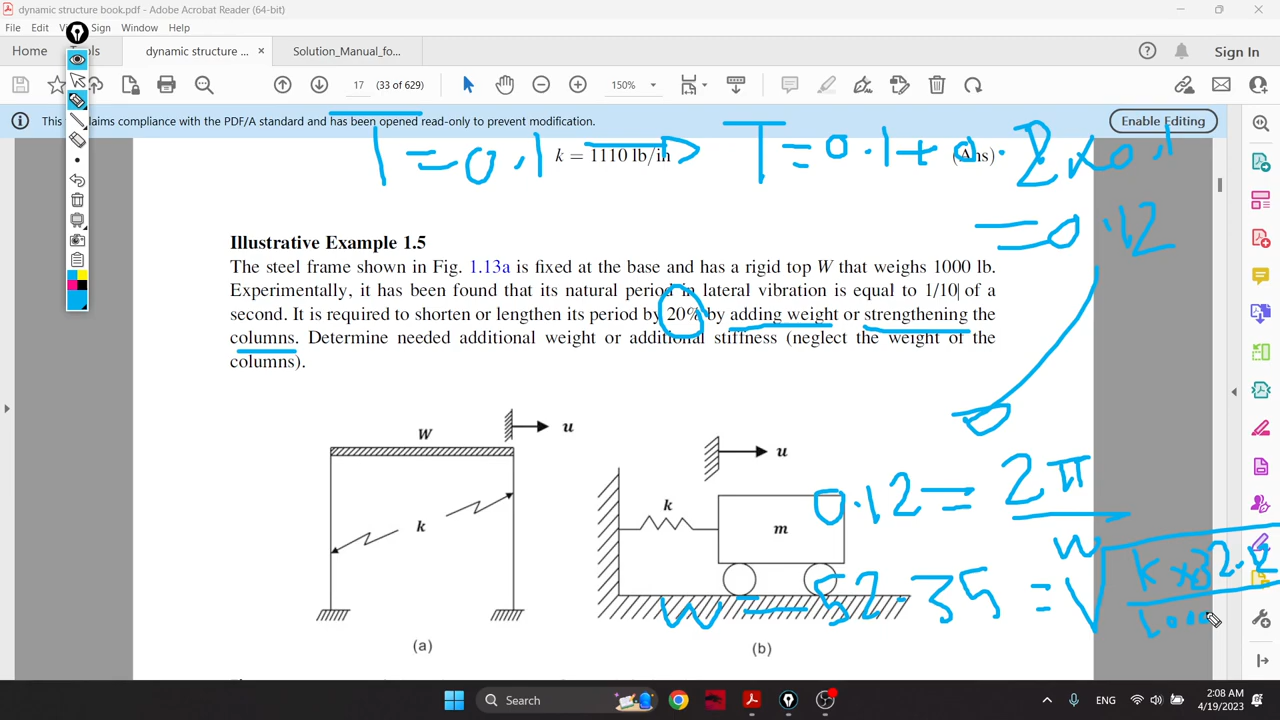 dynamic structure book.pdf - Adobe Acrobat Reader (64-bit)
File Edit Sign Window Help
Home Tools dynamic structure ... × Solution_Manual_fo... Sign In
17 (33 of 629) 150%
This claims compliance with the PDF/A standard and has been opened read-only to prevent modification. Enable Editing
T = 0.1 → T = 0.1 + 0.2 × 0.1
k = 1110 lb/in (Ans)
= 0.12
Illustrative Example 1.5
The steel frame shown in Fig. 1.13a is fixed at the base and has a rigid top W that weighs 1000 lb.
Experimentally, it has been found that its natural period in lateral vibration is equal to 1/10 of a
second. It is required to shorten or lengthen its period by 20% by adding weight or strengthening the
columns. Determine needed additional weight or additional stiffness (neglect the weight of the
columns).
W u
u
k
k
m
0.12 = 2π
w
w = 52.35 = √ k × 32.2
1000
(a) (b)
Search
ENG
2:08 AM
4/19/2023